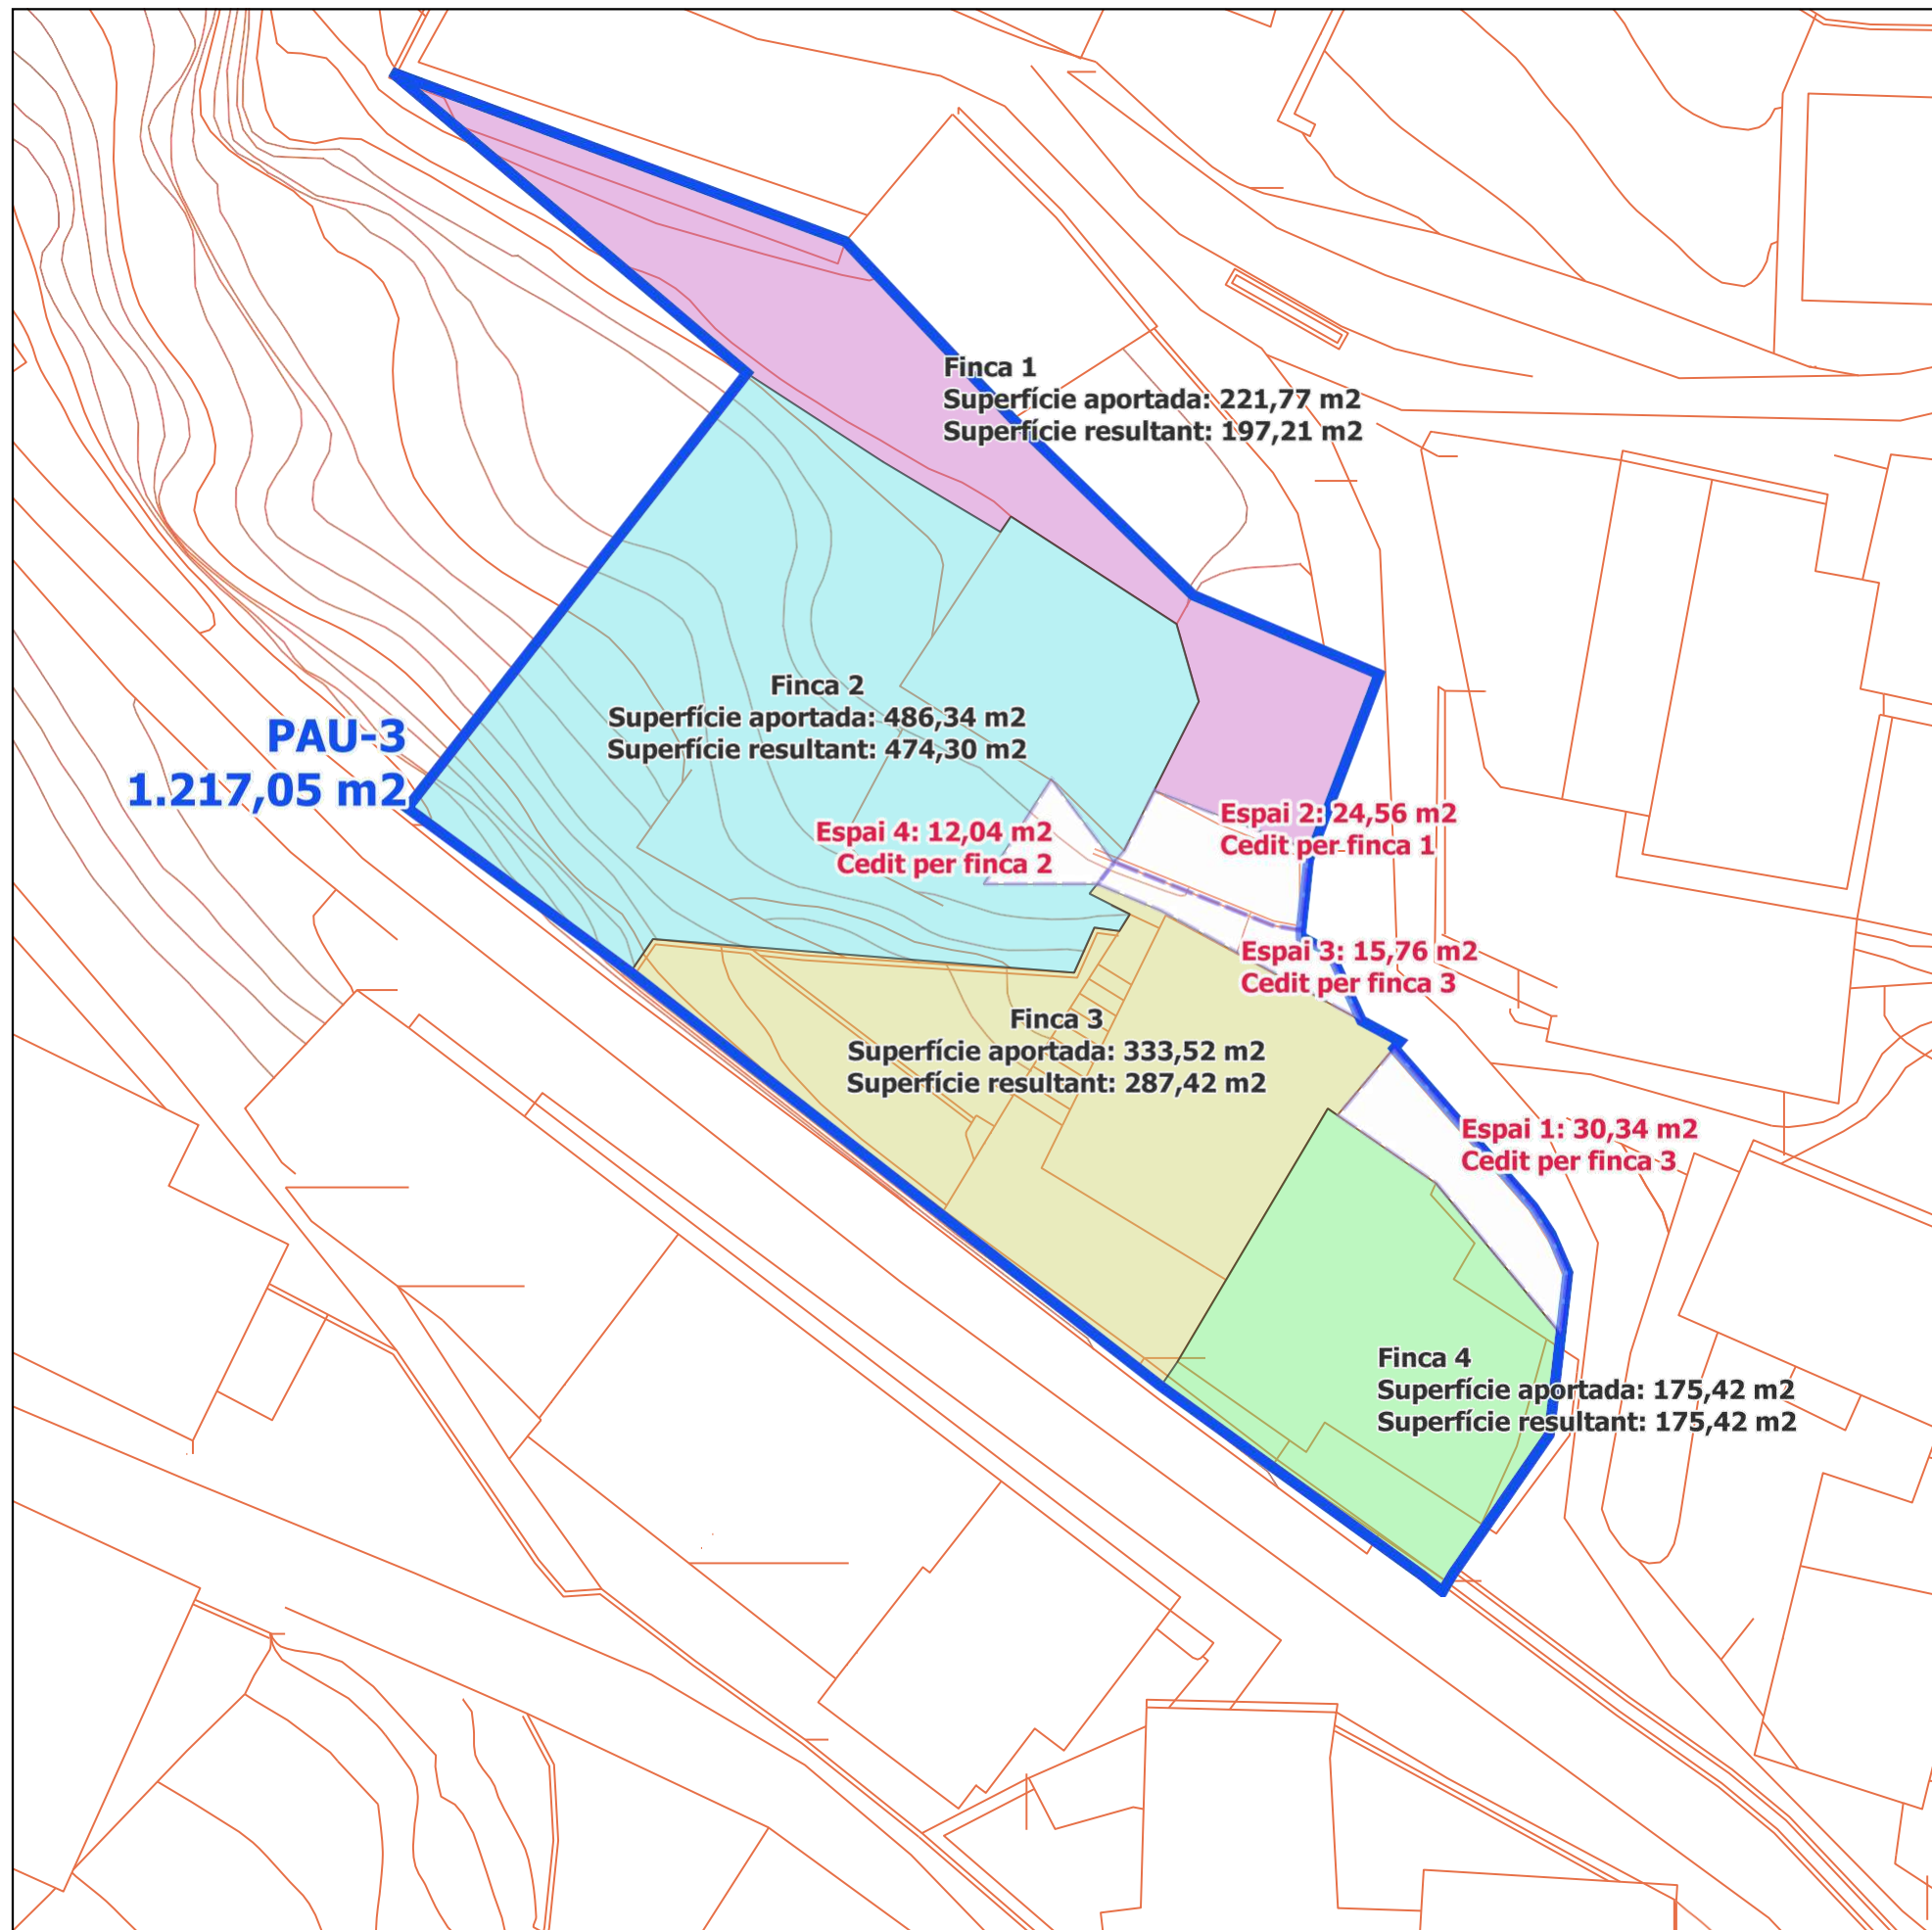 Finca 1
Superfície aportada: 221,77 m2
Superfície resultant: 197,21 m2
Finca 2
Superfície aportada: 486,34 m2
Superfície resultant: 474,30 m2
PAU-3
1.217,05 m2
Espai 2: 24,56 m2
Cedit per finca 1
Espai 4: 12,04 m2
Cedit per finca 2
Espai 3: 15,76 m2
Cedit per finca 3
Finca 3
Superfície aportada: 333,52 m2
Superfície resultant: 287,42 m2
Espai 1: 30,34 m2
Cedit per finca 3
Finca 4
Superfície aportada: 175,42 m2
Superfície resultant: 175,42 m2